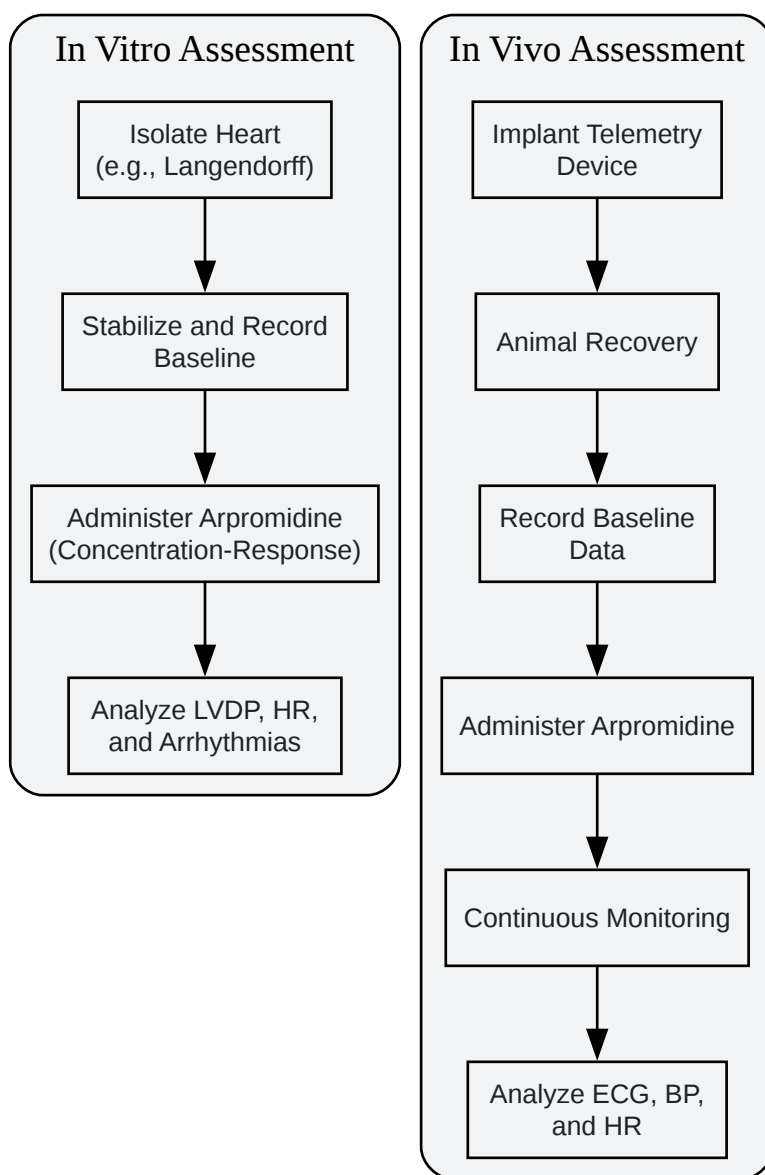 In Vitro Assessment
Isolate Heart
(e.g., Langendorff)
Stabilize and Record
Baseline
Administer Arpromidine
(Concentration-Response)
Analyze LVDP, HR,
and Arrhythmias
In Vivo Assessment
Implant Telemetry
Device
Animal Recovery
Record Baseline
Data
Administer Arpromidine
Continuous Monitoring
Analyze ECG, BP,
and HR